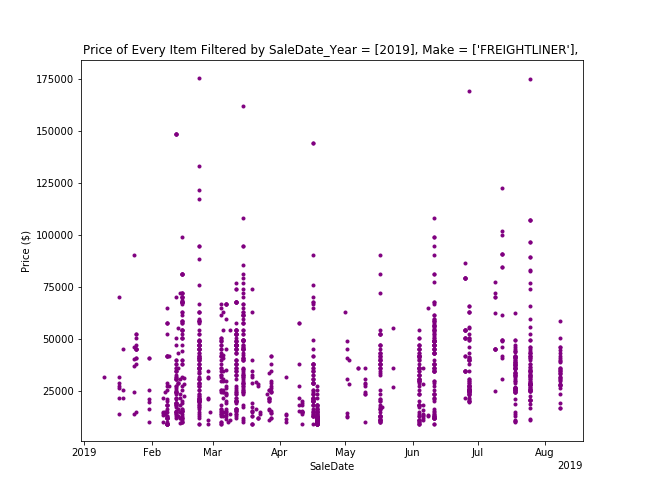 Price of Every Item Filtered by SaleDate_Year = [2019], Make = ['FREIGHTLINER'],
175000
150000
125000
100000
75000
50000
25000
Price ($)
2019 Feb Mar Apr May Jun Jul Aug
SaleDate
2019